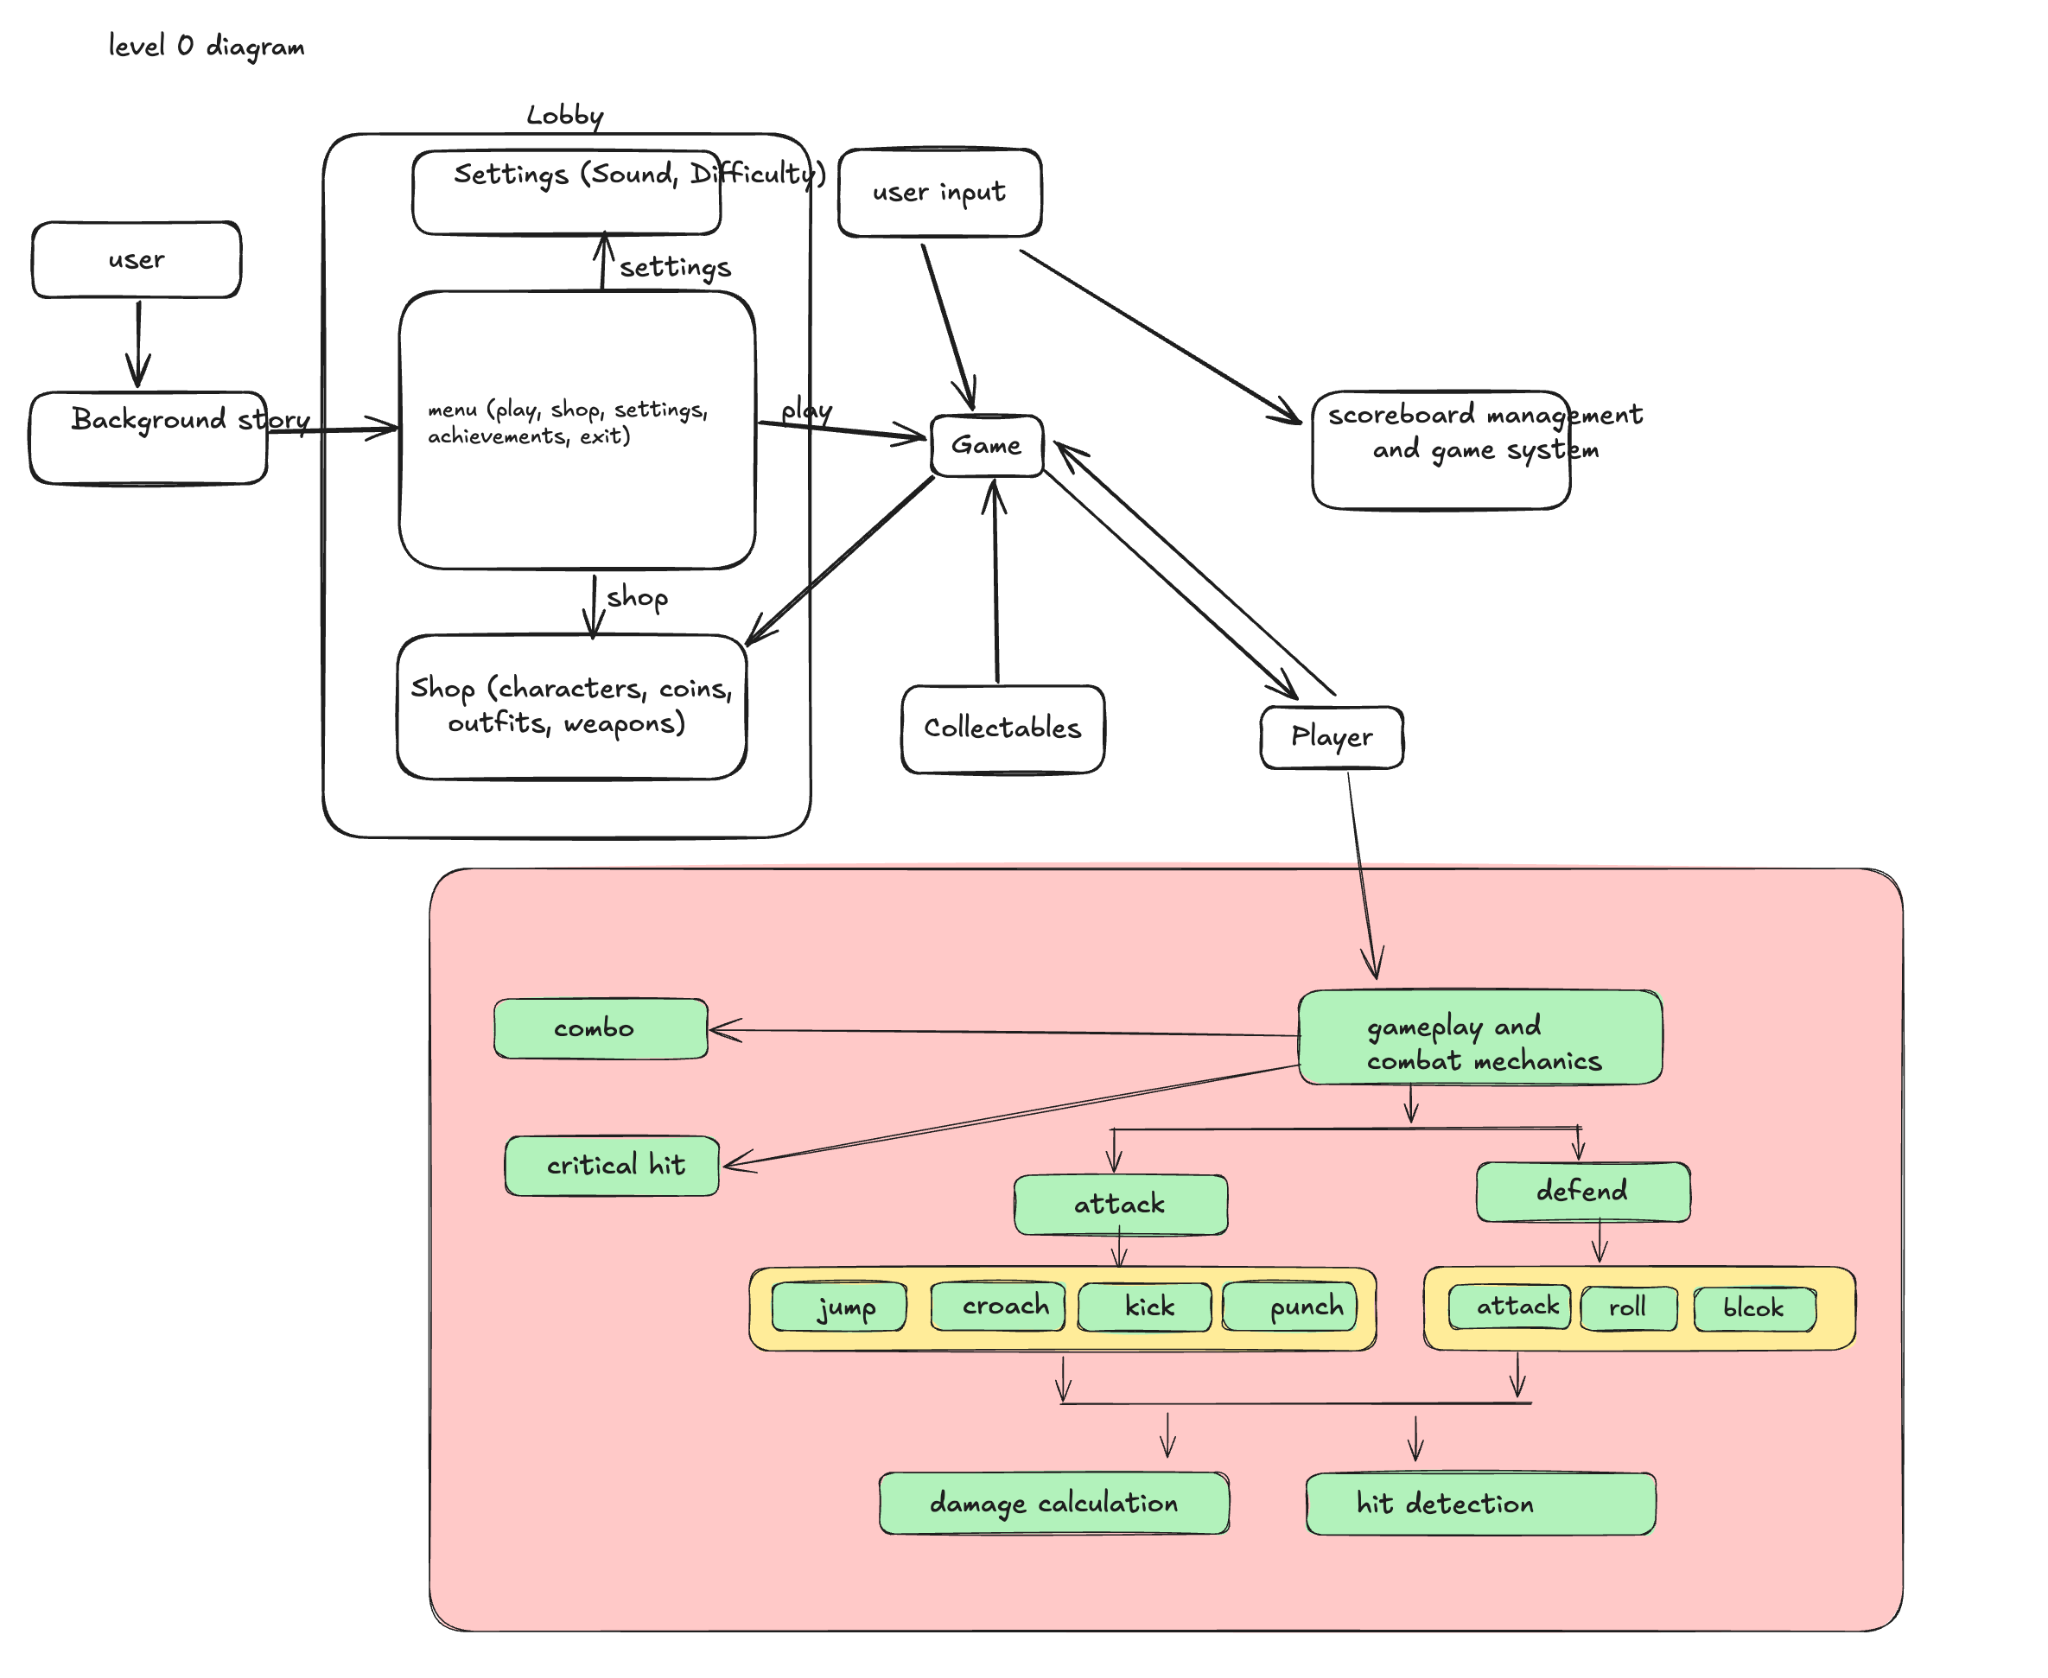 level 0 diagram
Lobby
Settings (Sound, Difficulty)
user input
user
settings
Background story
menu (play, shop, settings,
achievements, exit)
play
Game
scoreboard management
and game system
shop
Shop (characters, coins,
outfits, weapons)
Collectables
Player
combo
gameplay and
combat mechanics
critical hit
attack
defend
jump
croach
kick
punch
attack
roll
blcok
damage calculation
hit detection